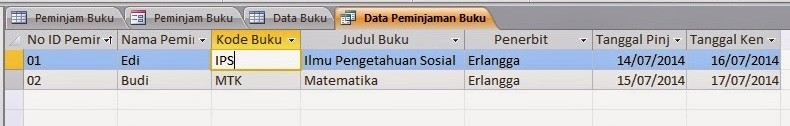 Peminjam Buku Peminjam Buku Data Buku Data Peminjaman Buku
No ID Pemir Nama Pemir Kode Buku Judul Buku Penerbit Tanggal Pinj Tanggal Ken
01 Edi IPS Ilmu Pengetahuan Sosial Erlangga 14/07/2014 16/07/2014
02 Budi MTK Matematika Erlangga 15/07/2014 17/07/2014